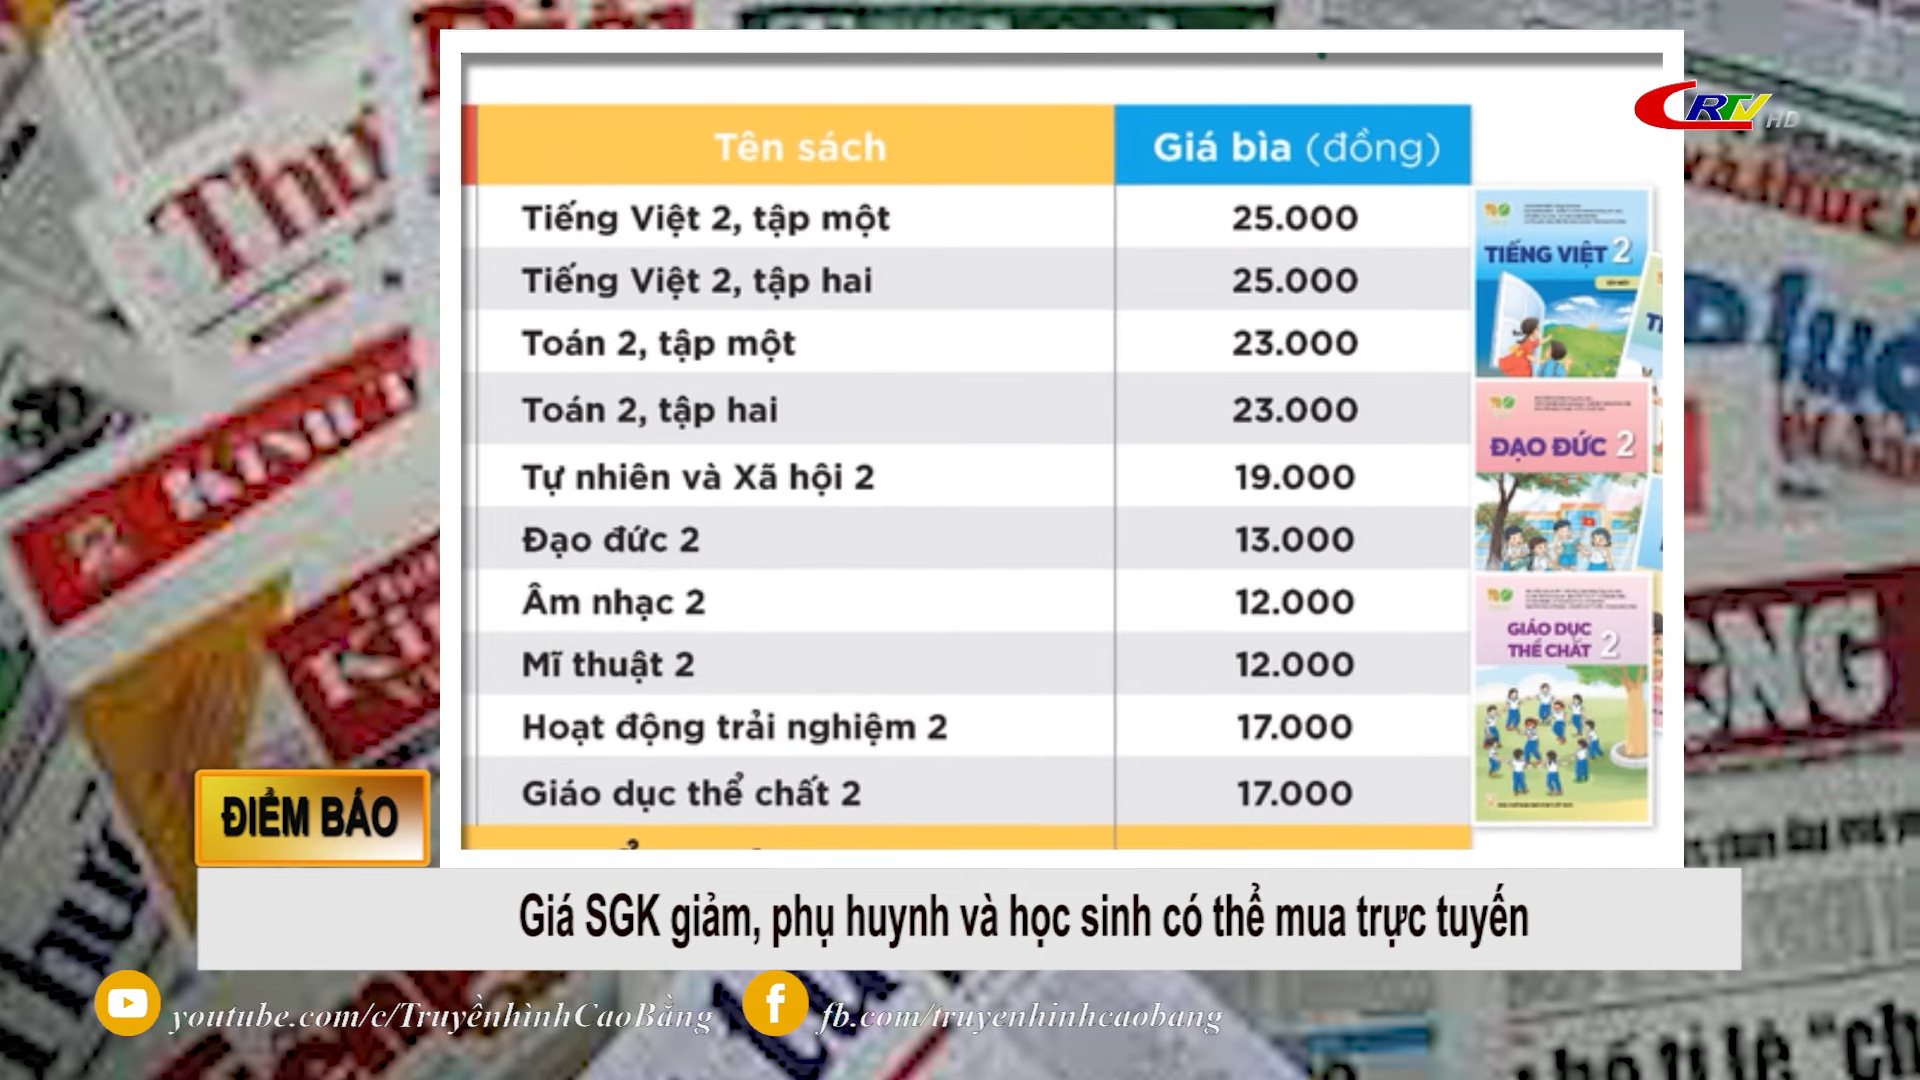 Tên sách
Giá bìa (đồng)
Tiếng Việt 2, tập một
25.000
Tiếng Việt 2, tập hai
25.000
Toán 2, tập một
23.000
Toán 2, tập hai
23.000
Tự nhiên và Xã hội 2
19.000
Đạo đức 2
13.000
Âm nhạc 2
12.000
Mĩ thuật 2
12.000
Hoạt động trải nghiệm 2
17.000
Giáo dục thể chất 2
17.000
TIẾNG VIỆT 2
ĐẠO ĐỨC 2
GIÁO DỤC
THỂ CHẤT 2
CRTV HD
ĐIỂM BÁO
Giá SGK giảm, phụ huynh và học sinh có thể mua trực tuyến
youtube.com/c/TruyềnhìnhCaoBằng
fb.com/truyenhinhcaobang